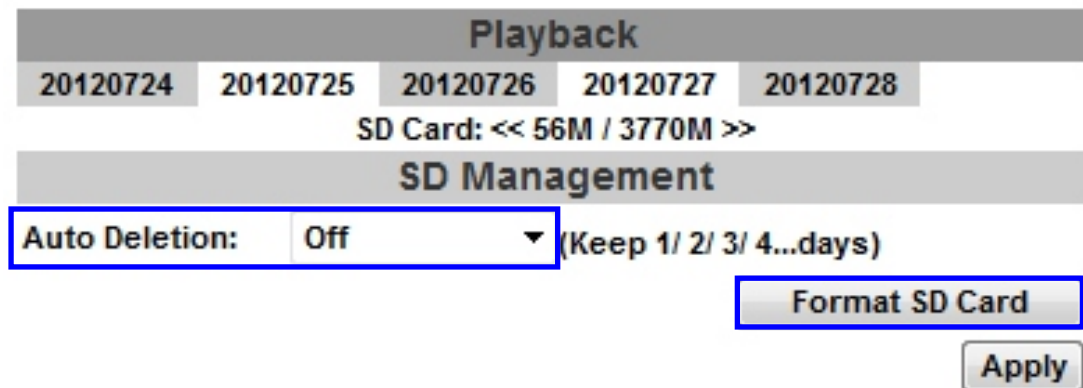 Playback
20120724 20120725 20120726 20120727 20120728
SD Card: << 56M / 3770M >>
SD Management
Auto Deletion: Off (Keep 1/ 2/ 3/ 4...days)
Format SD Card
Apply